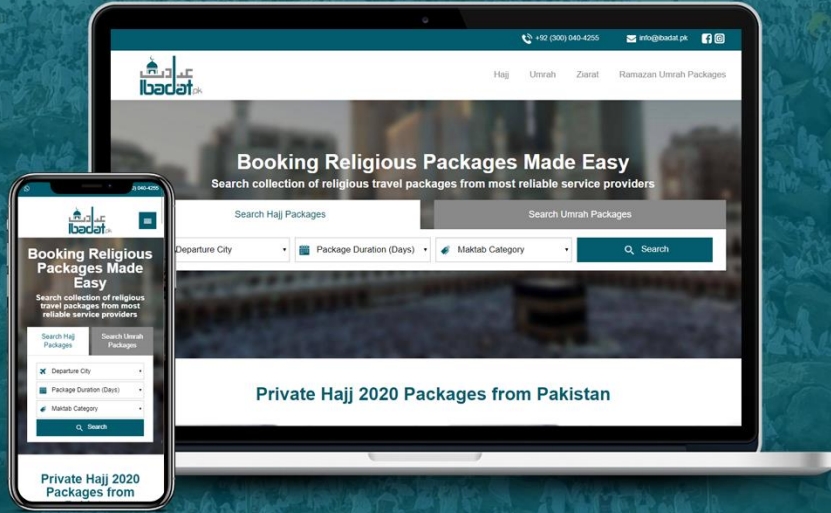 +92 (300) 040-4255 info@ibadat.pk
عبادت
Ibadat.pk
Hajj Umrah Ziarat Ramazan Umrah Packages
Booking Religious Packages Made Easy
Search collection of religious travel packages from most reliable service providers
Search Hajj Packages Search Umrah Packages
Departure City Package Duration (Days) Maktab Category Search
Private Hajj 2020 Packages from Pakistan
040-4255
عبادت
Ibadat.pk
Booking Religious
Packages Made
Easy
Search collection of religious
travel packages from most
reliable service providers
Search Hajj
Packages
Search Umrah
Packages
Departure City
Package Duration (Days)
Maktab Category
Search
Private Hajj 2020
Packages from